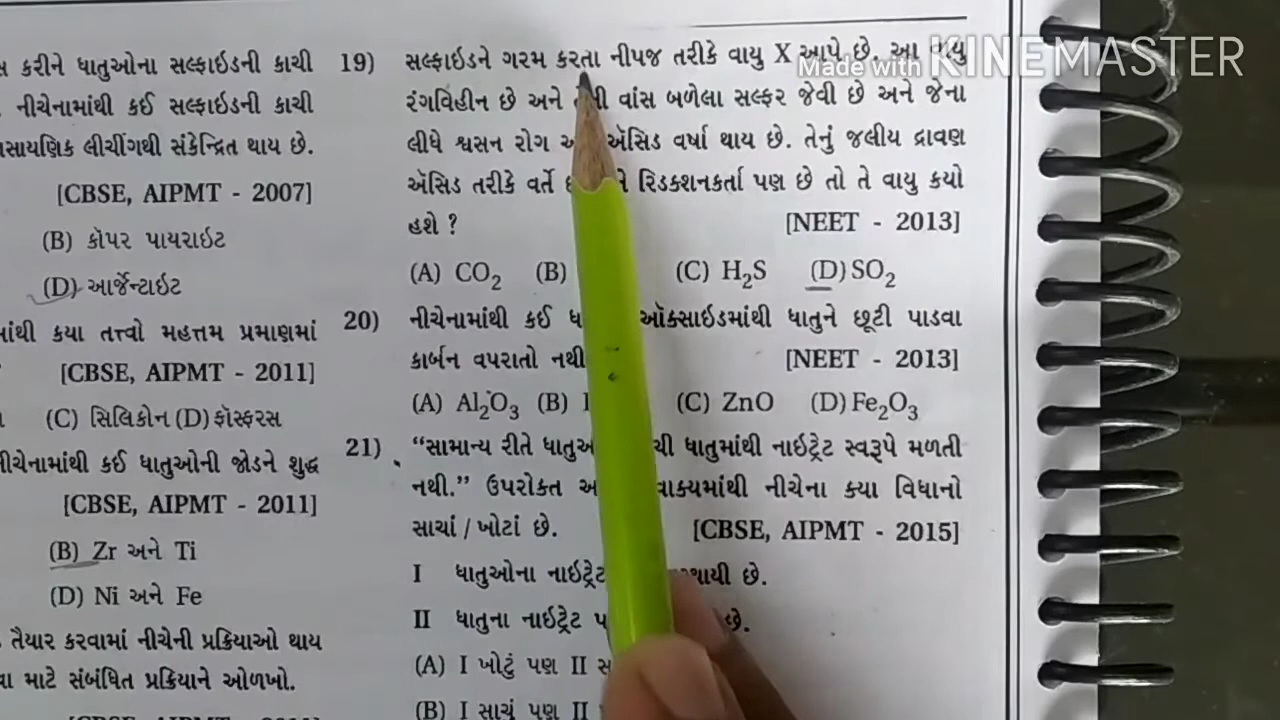 કરીને ધાતુઓના સલ્ફાઇડની કાચી
નીચેનામાંથી કઈ સલ્ફાઇડની કાચી
લીચીંગથી સંકેન્દ્રિત થાય છે.
[CBSE, AIPMT - 2007]
(B) કૉપર પાયરાઇટ
(D) આર્જેન્ટાઇટ
કયા તત્ત્વો મહત્તમ પ્રમાણમાં
[CBSE, AIPMT - 2011]
(C) સિલિકોન (D) ફૉસ્ફરસ
કઈ ધાતુઓની જોડને શુદ્ધ
[CBSE, AIPMT - 2011]
(B) Zr અને Ti
(D) Ni અને Fe
તૈયાર કરવામાં નીચેની પ્રક્રિયાઓ થાય
માટે સંબંધિત પ્રક્રિયાને ઓળખો.
19) સલ્ફાઇડને ગરમ કરતા નીપજ તરીકે વાયુ X આપે છે. આ વાયુ
રંગવિહીન છે અને વાંસ બળેલા સલ્ફર જેવી છે અને જેના
લીધે શ્વસન રોગ ઍસિડ વર્ષા થાય છે. તેનું જલીય દ્રાવણ
ઍસિડ તરીકે વર્તે રિડક્શનકર્તા પણ છે તો તે વાયુ કયો
હશે ? [NEET - 2013]
(A) CO₂ (B) (C) H₂S (D) SO₂
20) નીચેનામાંથી કઈ ઑક્સાઇડમાંથી ધાતુને છૂટી પાડવા
કાર્બન વપરાતો નથી [NEET - 2013]
(A) Al₂O₃ (B) (C) ZnO (D) Fe₂O₃
21) “સામાન્ય રીતે ધાતુમાંથી નાઇટ્રેટ સ્વરૂપે મળતી
નથી.” ઉપરોક્ત વાક્યમાંથી નીચેના ક્યા વિધાનો
સાચાં / ખોટાં છે. [CBSE, AIPMT - 2015]
I ધાતુઓના નાઇટ્રેટ છે.
II ધાતુના નાઇટ્રેટ છે.
(A) I ખોટું પણ II
(B) I સાચું પણ II
Made with KINEMASTER